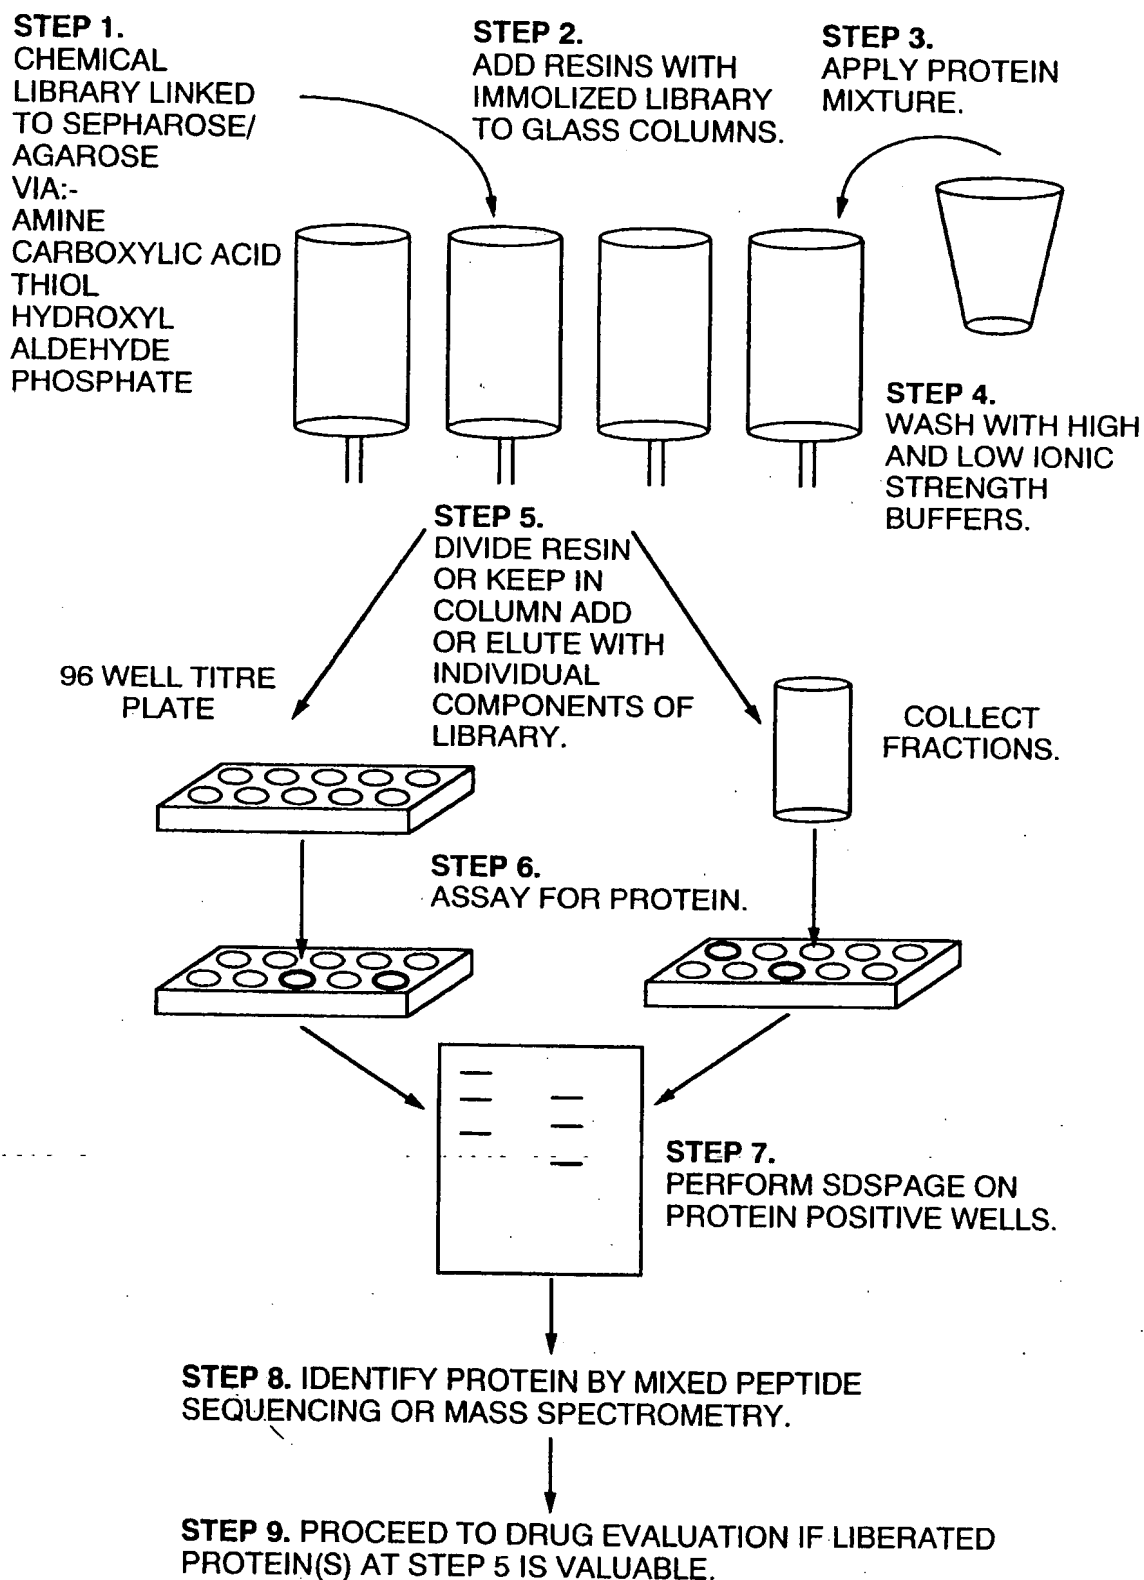 STEP 1.
CHEMICAL
LIBRARY LINKED
TO SEPHAROSE/
AGAROSE
VIA:-
AMINE
CARBOXYLIC ACID
THIOL
HYDROXYL
ALDEHYDE
PHOSPHATE
STEP 2.
ADD RESINS WITH
IMMOLIZED LIBRARY
TO GLASS COLUMNS.
STEP 3.
APPLY PROTEIN
MIXTURE.
STEP 4.
WASH WITH HIGH
AND LOW IONIC
STRENGTH
BUFFERS.
STEP 5.
DIVIDE RESIN
OR KEEP IN
COLUMN ADD
OR ELUTE WITH
INDIVIDUAL
COMPONENTS OF
LIBRARY.
96 WELL TITRE
PLATE
COLLECT
FRACTIONS.
STEP 6.
ASSAY FOR PROTEIN.
STEP 7.
PERFORM SDSPAGE ON
PROTEIN POSITIVE WELLS.
STEP 8. IDENTIFY PROTEIN BY MIXED PEPTIDE
SEQUENCING OR MASS SPECTROMETRY.
STEP 9. PROCEED TO DRUG EVALUATION IF LIBERATED
PROTEIN(S) AT STEP 5 IS VALUABLE.